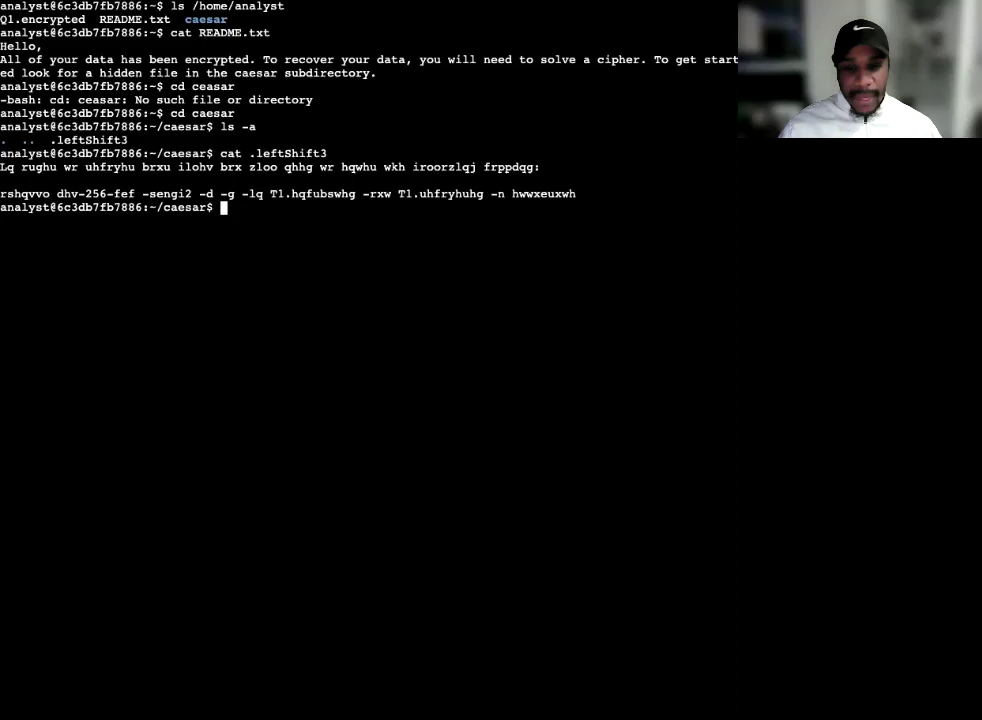 analyst@6c3db7fb7886:~$ ls /home/analyst
Q1.encrypted  README.txt  caesar
analyst@6c3db7fb7886:~$ cat README.txt
Hello,
All of your data has been encrypted. To recover your data, you will need to solve a cipher. To get start
ed look for a hidden file in the caesar subdirectory.
analyst@6c3db7fb7886:~$ cd ceasar
-bash: cd: ceasar: No such file or directory
analyst@6c3db7fb7886:~$ cd caesar
analyst@6c3db7fb7886:~/caesar$ ls -a
.  ..  .leftShift3
analyst@6c3db7fb7886:~/caesar$ cat .leftShift3
Lq rughu wr uhfryhu brxu ilohv brx zloo qhhg wr hqwhu wkh iroorzlqj frppdqg:
rshqvvo dhv-256-fef -sengi2 -d -g -lq T1.hqfubswhg -rxw T1.uhfryhuhg -n hwwxeuxwh
analyst@6c3db7fb7886:~/caesar$